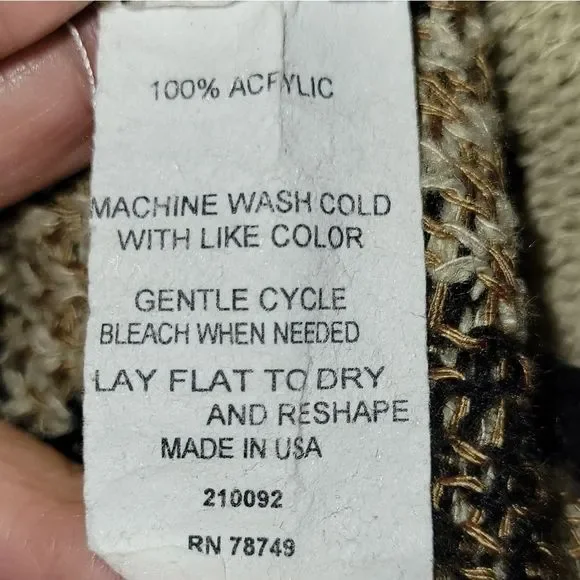 100% ACRYLIC
MACHINE WASH COLD
WITH LIKE COLOR
GENTLE CYCLE
BLEACH WHEN NEEDED
LAY FLAT TO DRY
AND RESHAPE
MADE IN USA
210092
RN 78749